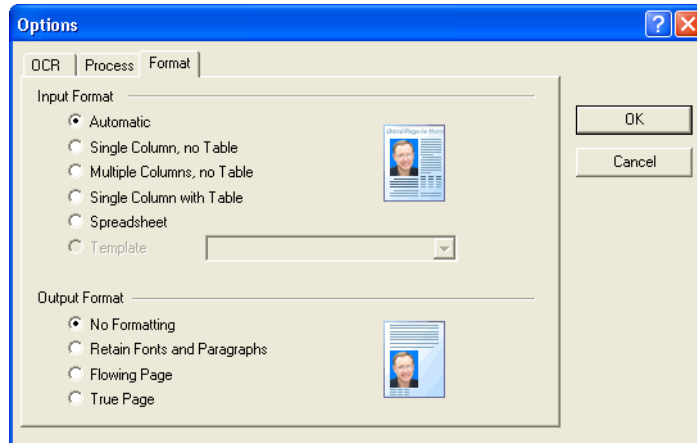 Options
OCR Process Format
Input Format
Automatic
Single Column, no Table
Multiple Columns, no Table
Single Column with Table
Spreadsheet
Template
Output Format
No Formatting
Retain Fonts and Paragraphs
Flowing Page
True Page
OK
Cancel